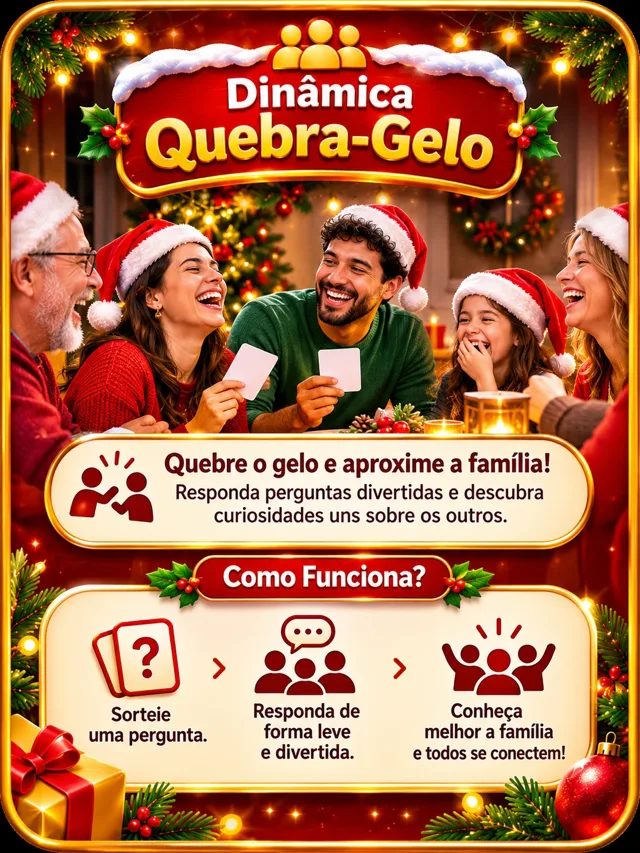 Dinâmica
Quebra-Gelo
Quebre o gelo e aproxime a família!
Responda perguntas divertidas e descubra
curiosidades uns sobre os outros.
Como Funciona?
?
Sorteie
uma pergunta.
Responda de
forma leve
e divertida.
Conheça
melhor a família
e todos se conectem!